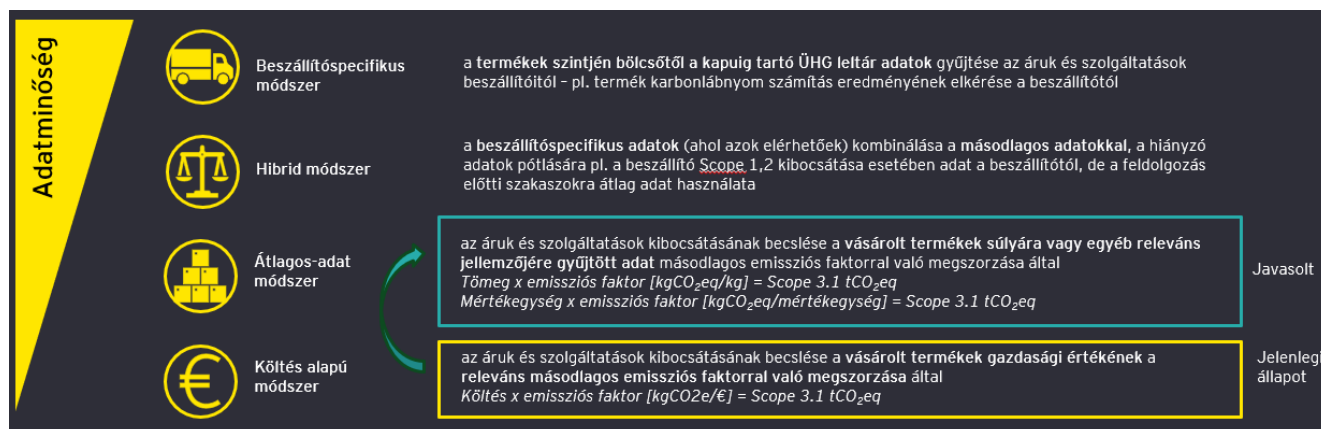 Adatminőség
Beszállítóspecifikus
módszer
a termékek szintjén bölcsőtől a kapuig tartó ÜHG leltár adatok gyűjtése az áruk és szolgáltatások
beszállítóitól – pl. termék karbonlábnyom számítás eredményének elkérése a beszállítótól
Hibrid módszer
a beszállítóspecifikus adatok (ahol azok elérhetőek) kombinálása a másodlagos adatokkal, a hiányzó
adatok pótlására pl. a beszállító Scope 1,2 kibocsátása esetében adat a beszállítótól, de a feldolgozás
előtti szakaszokra átlag adat használata
Átlagos-adat
módszer
az áruk és szolgáltatások kibocsátásának becslése a vásárolt termékek súlyára vagy egyéb releváns
jellemzőjére gyűjtött adat másodlagos emissziós faktorral való megszorzása által
Tömeg x emissziós faktor [kgCO₂eq/kg] = Scope 3.1 tCO₂eq
Mértékegység x emissziós faktor [kgCO₂eq/mértékegység] = Scope 3.1 tCO₂eq
Javasolt
Költés alapú
módszer
az áruk és szolgáltatások kibocsátásának becslése a vásárolt termékek gazdasági értékének a
releváns másodlagos emissziós faktorral való megszorzása által
Költés x emissziós faktor [kgCO2e/€] = Scope 3.1 tCO₂eq
Jelenlegi
állapot